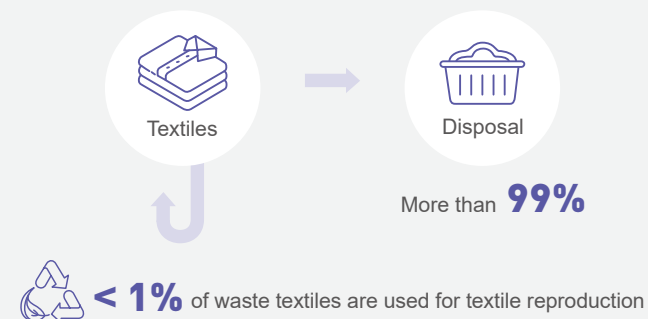 Textiles
Disposal
More than 99%
< 1% of waste textiles are used for textile reproduction